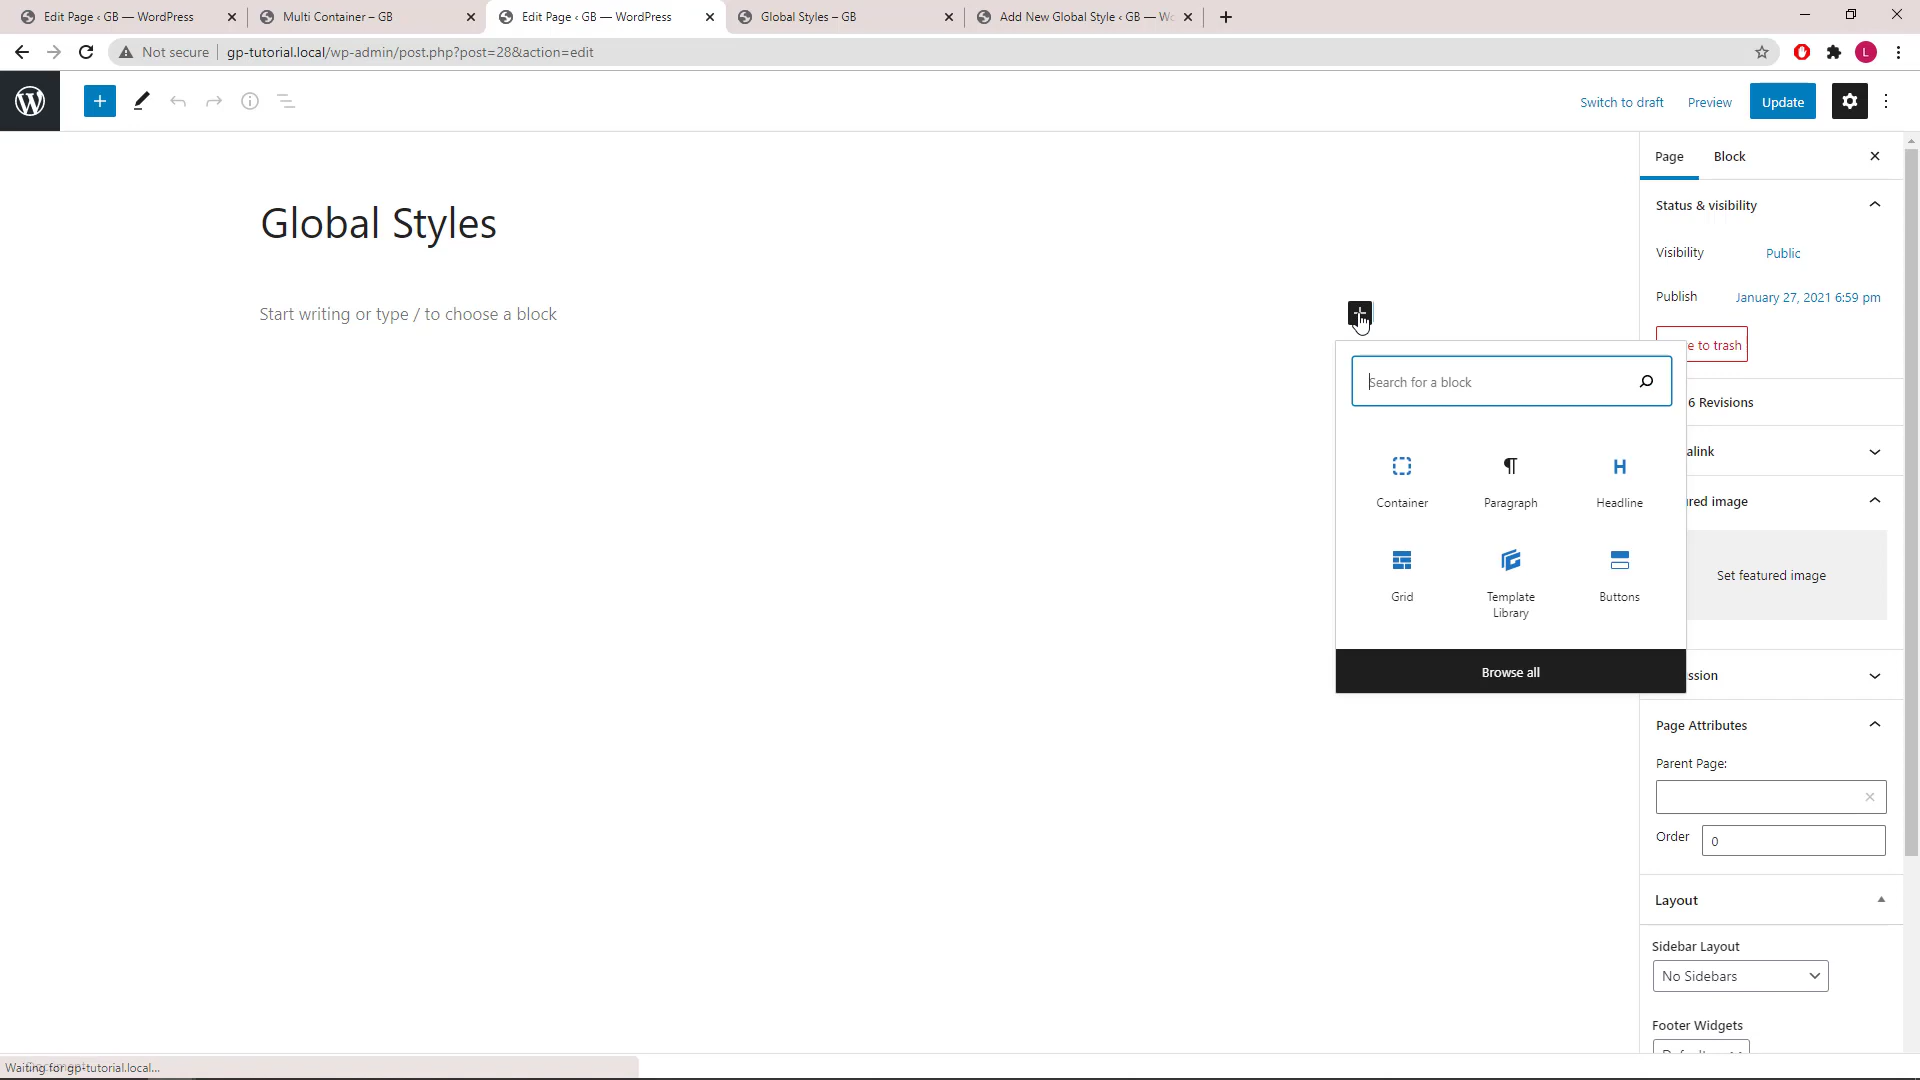 Edit Page ‹ GB — WordPress
Multi Container – GB
Edit Page ‹ GB — WordPress
Global Styles – GB
Add New Global Style ‹ GB — Wo
Not secure
gp-tutorial.local/wp-admin/post.php?post=28&action=edit
L
Switch to draft
Preview
Update
Page
Block
Global Styles
Status & visibility
Visibility
Public
Publish
January 27, 2021 6:59 pm
Start writing or type / to choose a block
e to trash
Search for a block
6 Revisions
alink
Container
Paragraph
Headline
red image
Grid
Template
Library
Buttons
Set featured image
Browse all
ssion
Page Attributes
Parent Page:
Order
0
Layout
Sidebar Layout
No Sidebars
Footer Widgets
Waiting for gp-tutorial.local...